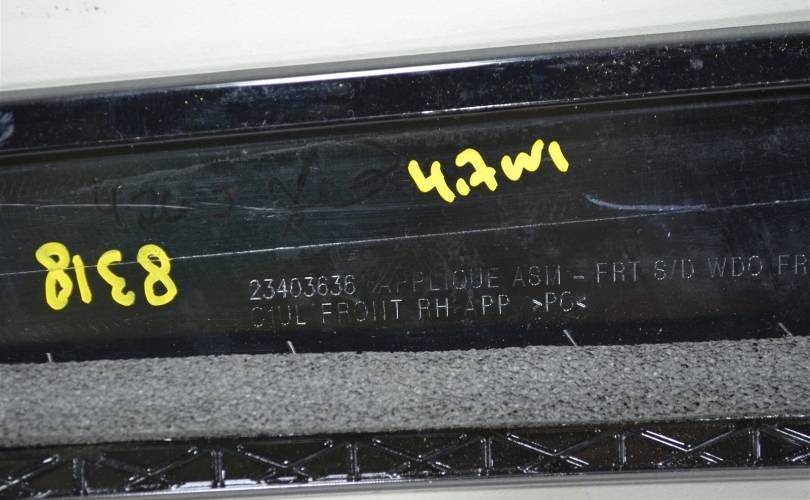 4.7W1
8138
23403636 APPLIQUE ASM - FRT S/D WDO FR
C1UL FRONT RH APP >PC<